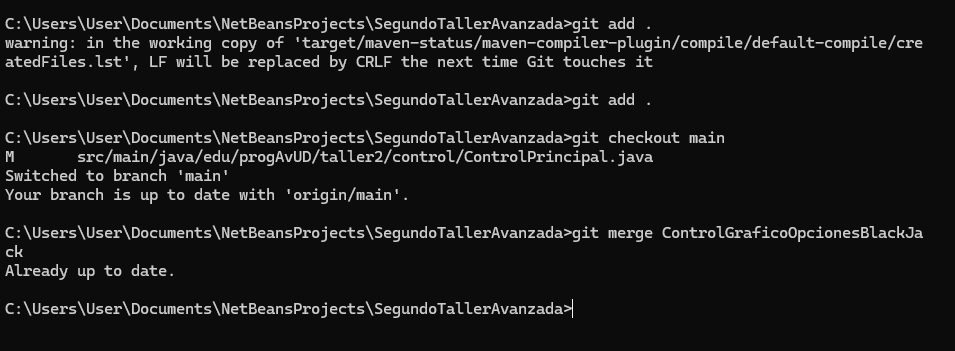 C:\Users\User\Documents\NetBeansProjects\SegundoTallerAvanzada>git add .
warning: in the working copy of 'target/maven-status/maven-compiler-plugin/compile/default-compile/cre
atedFiles.lst', LF will be replaced by CRLF the next time Git touches it
C:\Users\User\Documents\NetBeansProjects\SegundoTallerAvanzada>git add .
C:\Users\User\Documents\NetBeansProjects\SegundoTallerAvanzada>git checkout main
M       src/main/java/edu/progAvUD/taller2/control/ControlPrincipal.java
Switched to branch 'main'
Your branch is up to date with 'origin/main'.
C:\Users\User\Documents\NetBeansProjects\SegundoTallerAvanzada>git merge ControlGraficoOpcionesBlackJa
ck
Already up to date.
C:\Users\User\Documents\NetBeansProjects\SegundoTallerAvanzada>